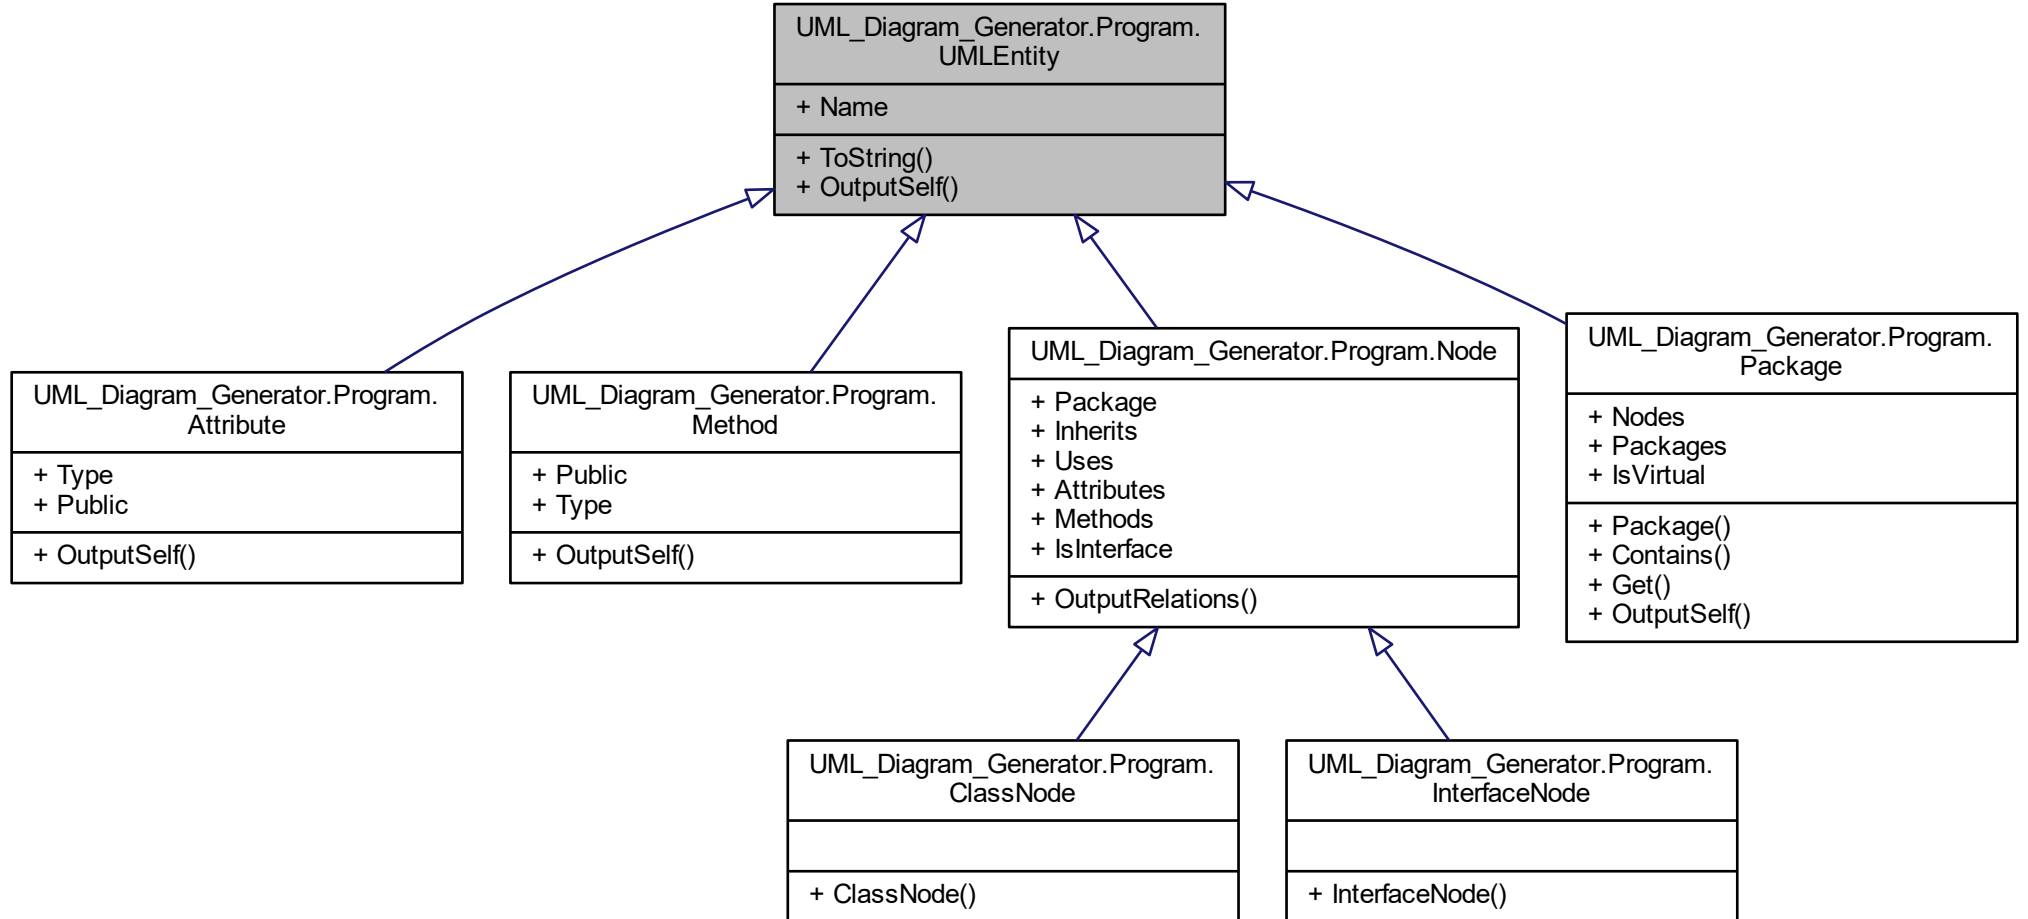 UML_Diagram_Generator.Program.
UMLEntity
+ Name
+ ToString()
+ OutputSelf()
UML_Diagram_Generator.Program.
Attribute
+ Type
+ Public
+ OutputSelf()
UML_Diagram_Generator.Program.
Method
+ Public
+ Type
+ OutputSelf()
UML_Diagram_Generator.Program.Node
+ Package
+ Inherits
+ Uses
+ Attributes
+ Methods
+ IsInterface
+ OutputRelations()
UML_Diagram_Generator.Program.
Package
+ Nodes
+ Packages
+ IsVirtual
+ Package()
+ Contains()
+ Get()
+ OutputSelf()
UML_Diagram_Generator.Program.
ClassNode
+ ClassNode()
UML_Diagram_Generator.Program.
InterfaceNode
+ InterfaceNode()